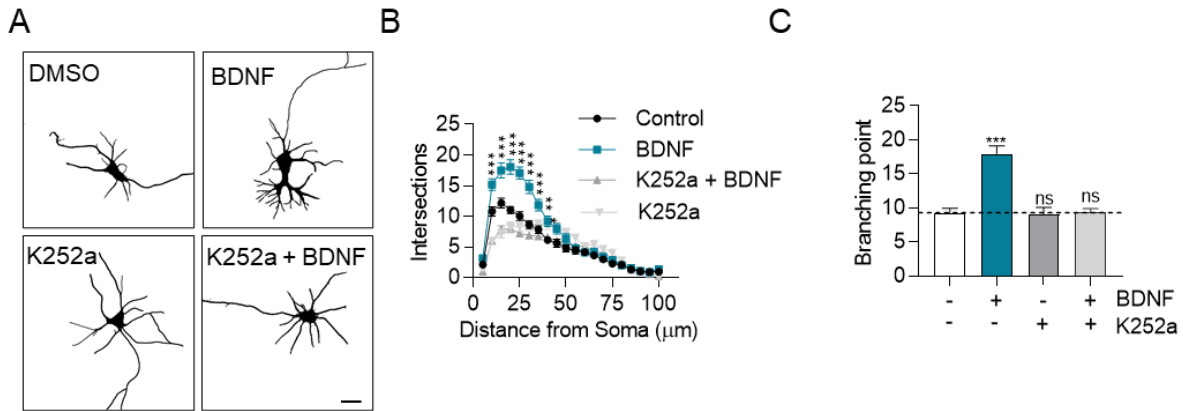 A
B
C
DMSO
BDNF
K252a
K252a + BDNF
Control
BDNF
K252a + BDNF
K252a
Intersections
25
20
15
10
5
0
0
25
50
75
100
Distance from Soma (μm)
Branching point
25
20
15
10
5
0
***
ns
ns
- + - + BDNF
- - + + K252a